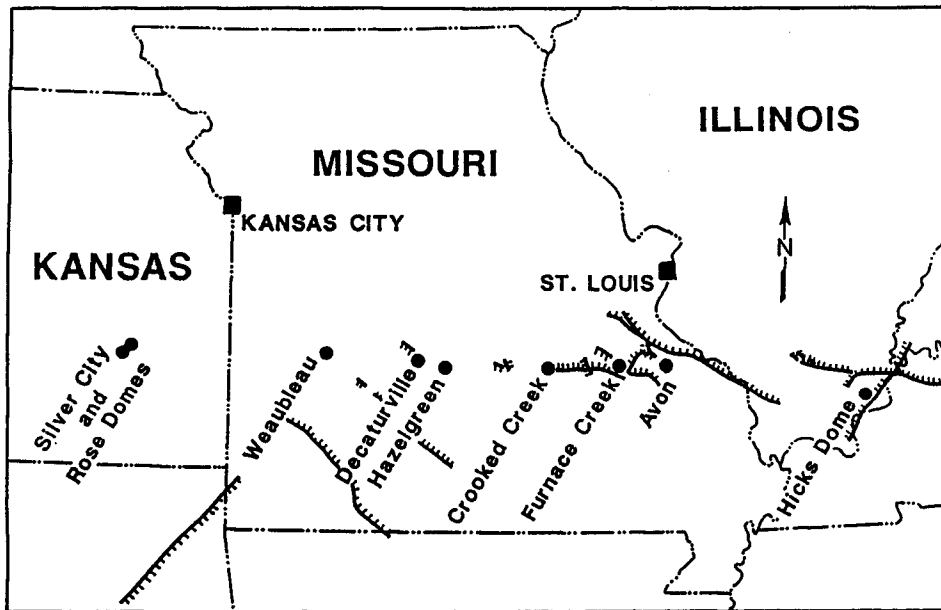 ILLINOIS
MISSOURI
KANSAS CITY
N
KANSAS
ST. LOUIS
Silver City
and
Rose Domes
Weaubleau
Decaturville
Hazelgreen
Crooked Creek
Furnace Creek
Avon
Hicks Dome